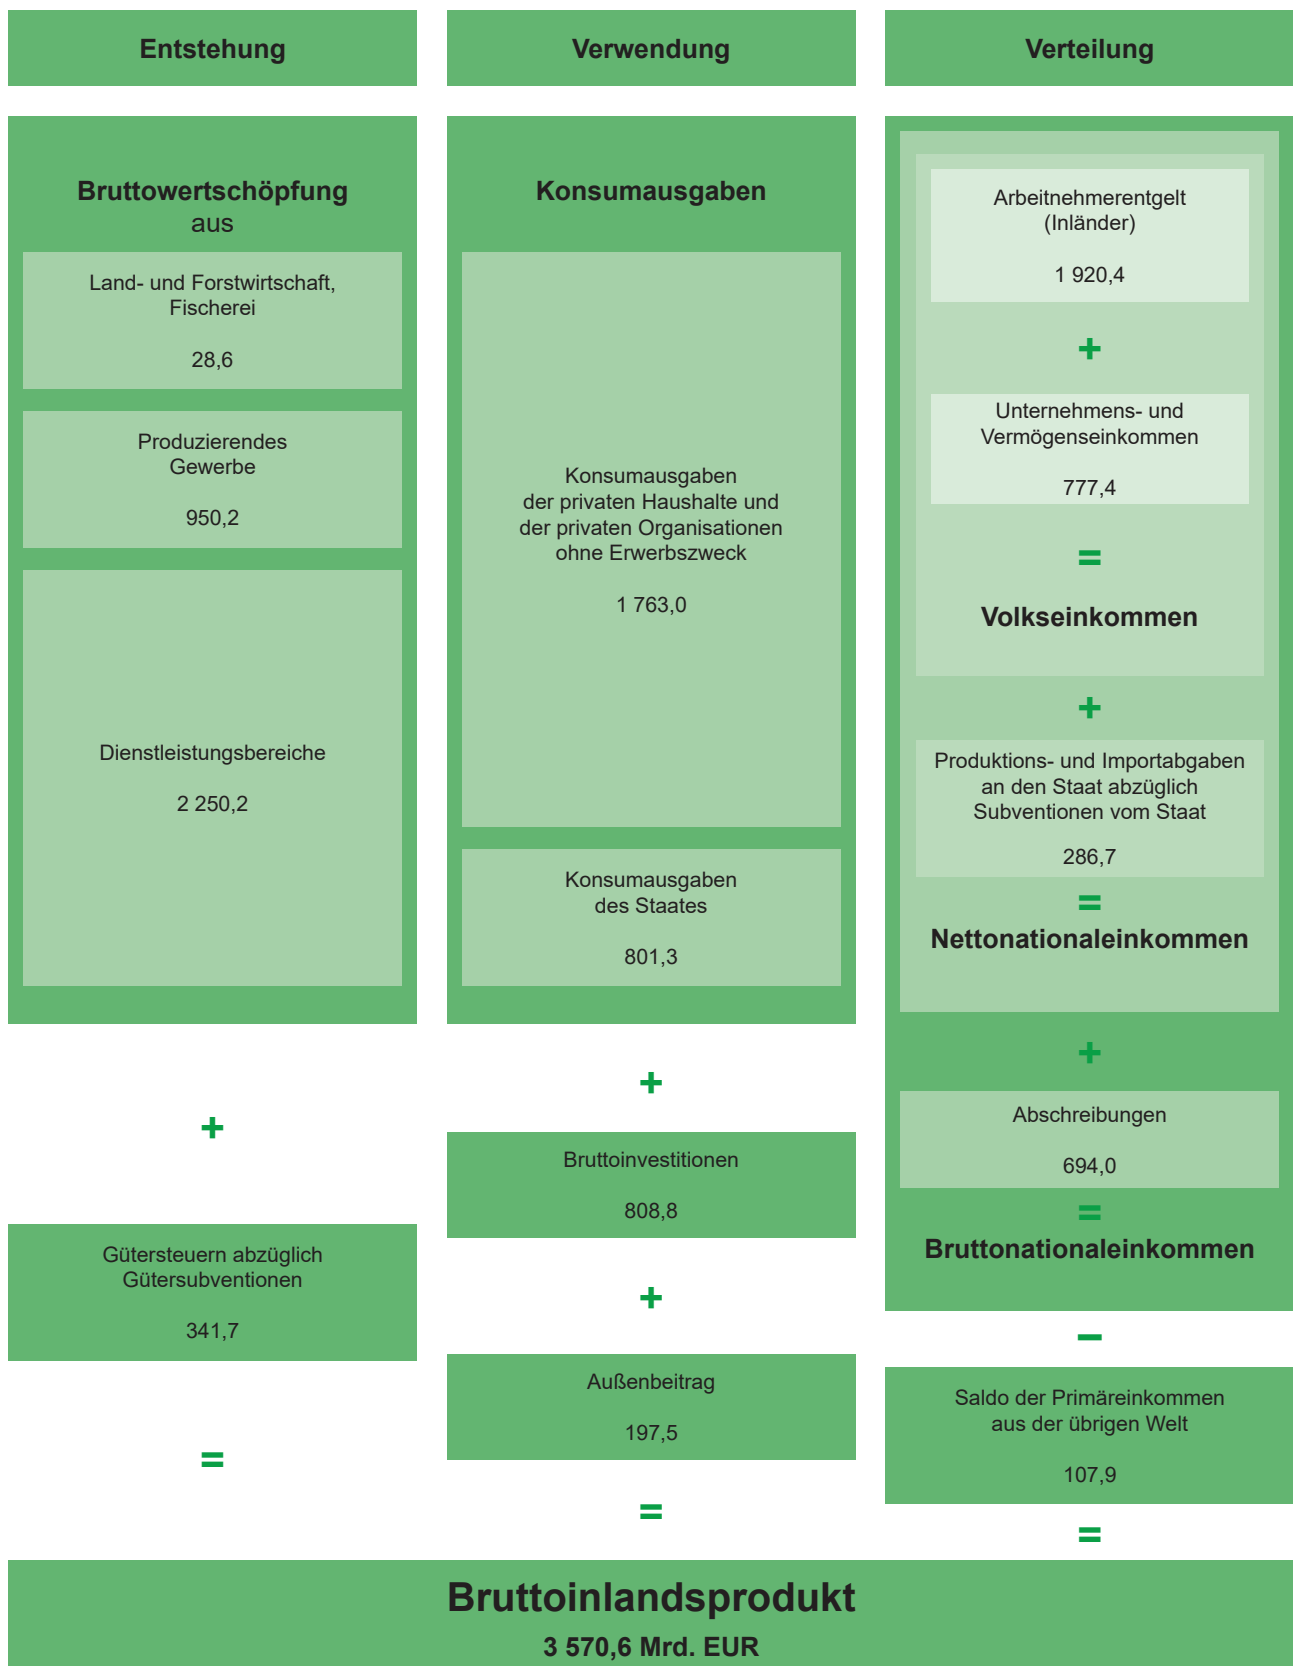 Entstehung
Bruttowertschöpfung
aus
Land- und Forstwirtschaft,
Fischerei
28,6
Produzierendes
Gewerbe
950,2
Dienstleistungsbereiche
2 250,2
+
Gütersteuern abzüglich
Gütersubventionen
341,7
=
Verwendung
Konsumausgaben
Konsumausgaben
der privaten Haushalte und
der privaten Organisationen
ohne Erwerbszweck
1 763,0
Konsumausgaben
des Staates
801,3
+
Bruttoinvestitionen
808,8
+
Außenbeitrag
197,5
=
Verteilung
Arbeitnehmerentgelt
(Inländer)
1 920,4
+
Unternehmens- und
Vermögenseinkommen
777,4
=
Volkseinkommen
+
Produktions- und Importabgaben
an den Staat abzüglich
Subventionen vom Staat
286,7
=
Nettonationaleinkommen
+
Abschreibungen
694,0
=
Bruttonationaleinkommen
–
Saldo der Primäreinkommen
aus der übrigen Welt
107,9
=
Bruttoinlandsprodukt
3 570,6 Mrd. EUR